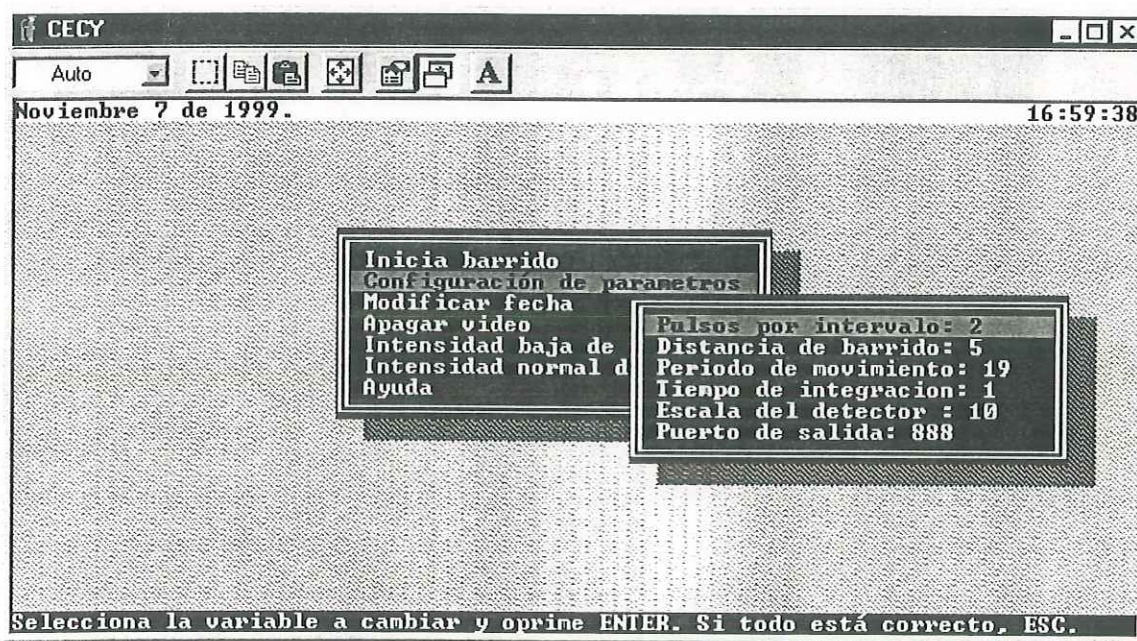 CECY
Auto
A
Noviembre 7 de 1999.
16:59:38
Inicia barrido
Configuración de parametros
Modificar fecha
Apagar video
Intensidad baja de
Intensidad normal d
Ayuda
Pulsos por intervalo: 2
Distancia de barrido: 5
Periodo de movimiento: 19
Tiempo de integracion: 1
Escala del detector : 10
Puerto de salida: 888
Selecciona la variable a cambiar y oprime ENTER. Si todo está correcto, ESC.